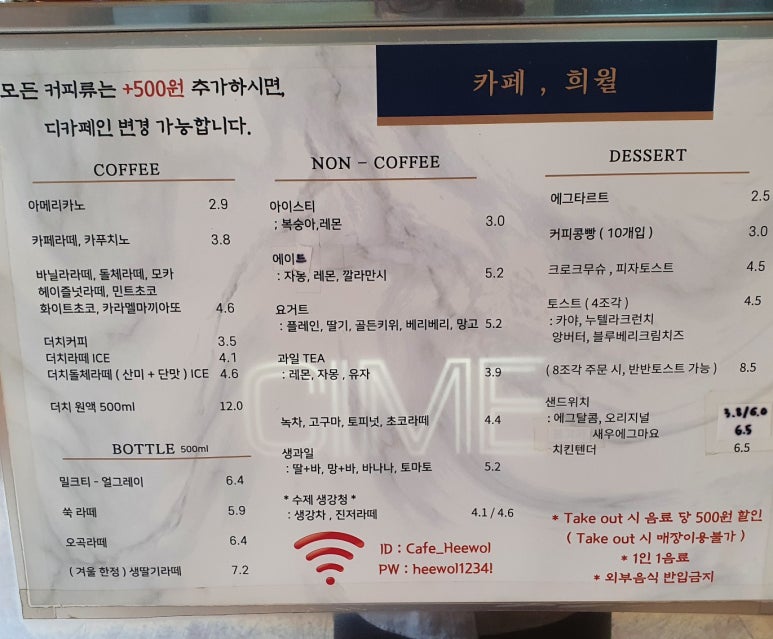 모든 커피류는 +500원 추가하시면,
디카페인 변경 가능합니다.
카페 , 희월
COFFEE
아메리카노 2.9
카페라떼, 카푸치노 3.8
바닐라라떼, 돌체라떼, 모카
헤이즐넛라떼, 민트초코
화이트초코, 카라멜마끼아또 4.6
더치커피 3.5
더치라떼 ICE 4.1
더치돌체라떼 ( 산미 + 단맛 ) ICE 4.6
더치 원액 500ml 12.0
BOTTLE 500ml
밀크티 - 얼그레이 6.4
쑥 라떼 5.9
오곡라떼 6.4
( 겨울 한정 ) 생딸기라떼 7.2
NON - COFFEE
아이스티
; 복숭아,레몬 3.0
에이트
: 자몽, 레몬, 깔라만시 5.2
요거트
: 플레인, 딸기, 골든키위, 베리베리, 망고 5.2
과일 TEA
: 레몬, 자몽 , 유자 3.9
녹차, 고구마, 토피넛, 초코라떼 4.4
생과일
: 딸+바, 망+바, 바나나, 토마토 5.2
* 수제 생강청 *
: 생강차 , 진저라떼 4.1 / 4.6
ID : Cafe_Heewol
PW : heewol1234!
DESSERT
에그타르트 2.5
커피콩빵 ( 10개입 ) 3.0
크로크무슈 , 피자토스트 4.5
토스트 ( 4조각 ) 4.5
: 카야, 누텔라크런치
앙버터, 블루베리크림치즈
( 8조각 주문 시, 반반토스트 가능 ) 8.5
샌드위치
: 에그달콤, 오리지널 3.8/6.0
새우에그마요 6.5
치킨텐더 6.5
* Take out 시 음료 당 500원 할인
( Take out 시 매장이용불가 )
* 1인 1음료
* 외부음식 반입금지
CIME